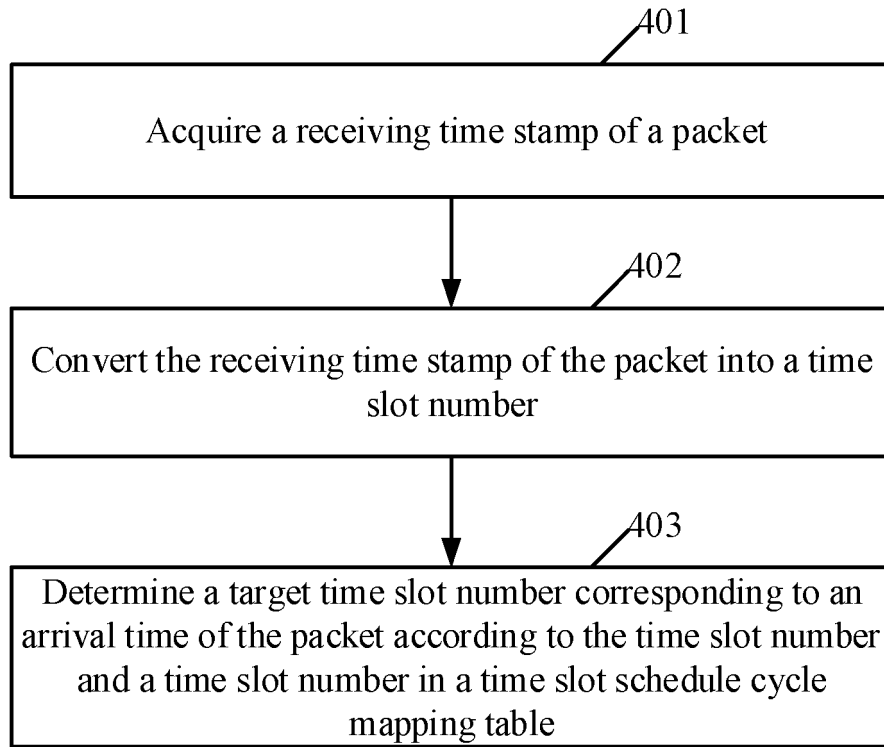 401
Acquire a receiving time stamp of a packet
402
Convert the receiving time stamp of the packet into a time
slot number
403
Determine a target time slot number corresponding to an
arrival time of the packet according to the time slot number
and a time slot number in a time slot schedule cycle
mapping table